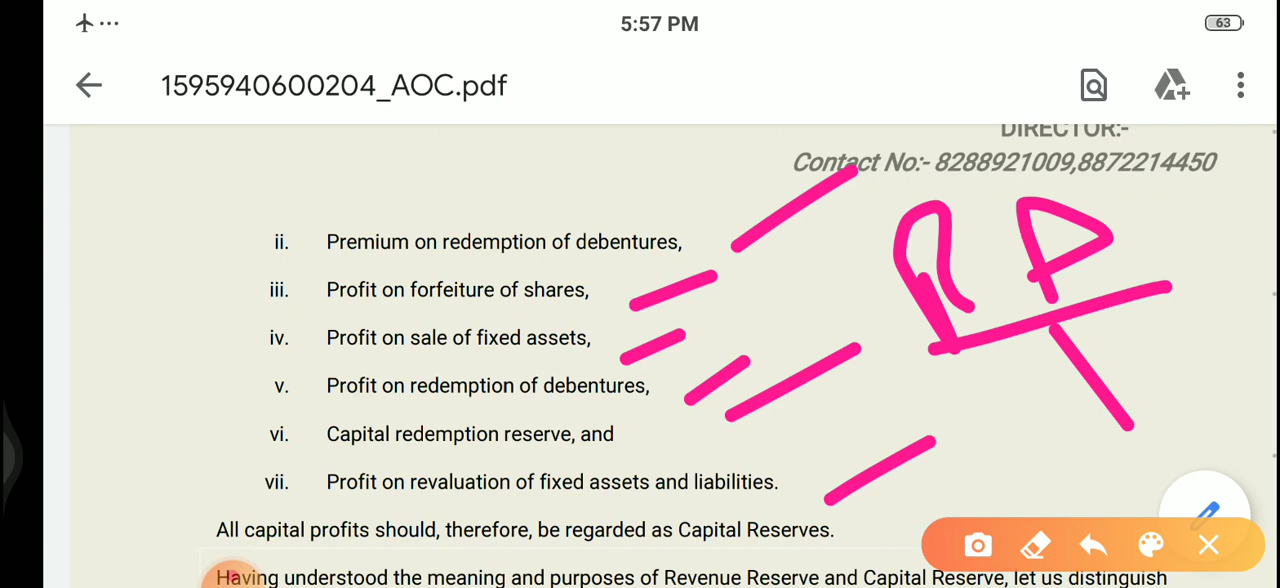 5:57 PM
63
1595940600204_AOC.pdf
DIRECTOR:-
Contact No:- 8288921009,8872214450
ii. Premium on redemption of debentures,
iii. Profit on forfeiture of shares,
iv. Profit on sale of fixed assets,
v. Profit on redemption of debentures,
vi. Capital redemption reserve, and
vii. Profit on revaluation of fixed assets and liabilities.
All capital profits should, therefore, be regarded as Capital Reserves.
Having understood the meaning and purposes of Revenue Reserve and Capital Reserve, let us distinguish